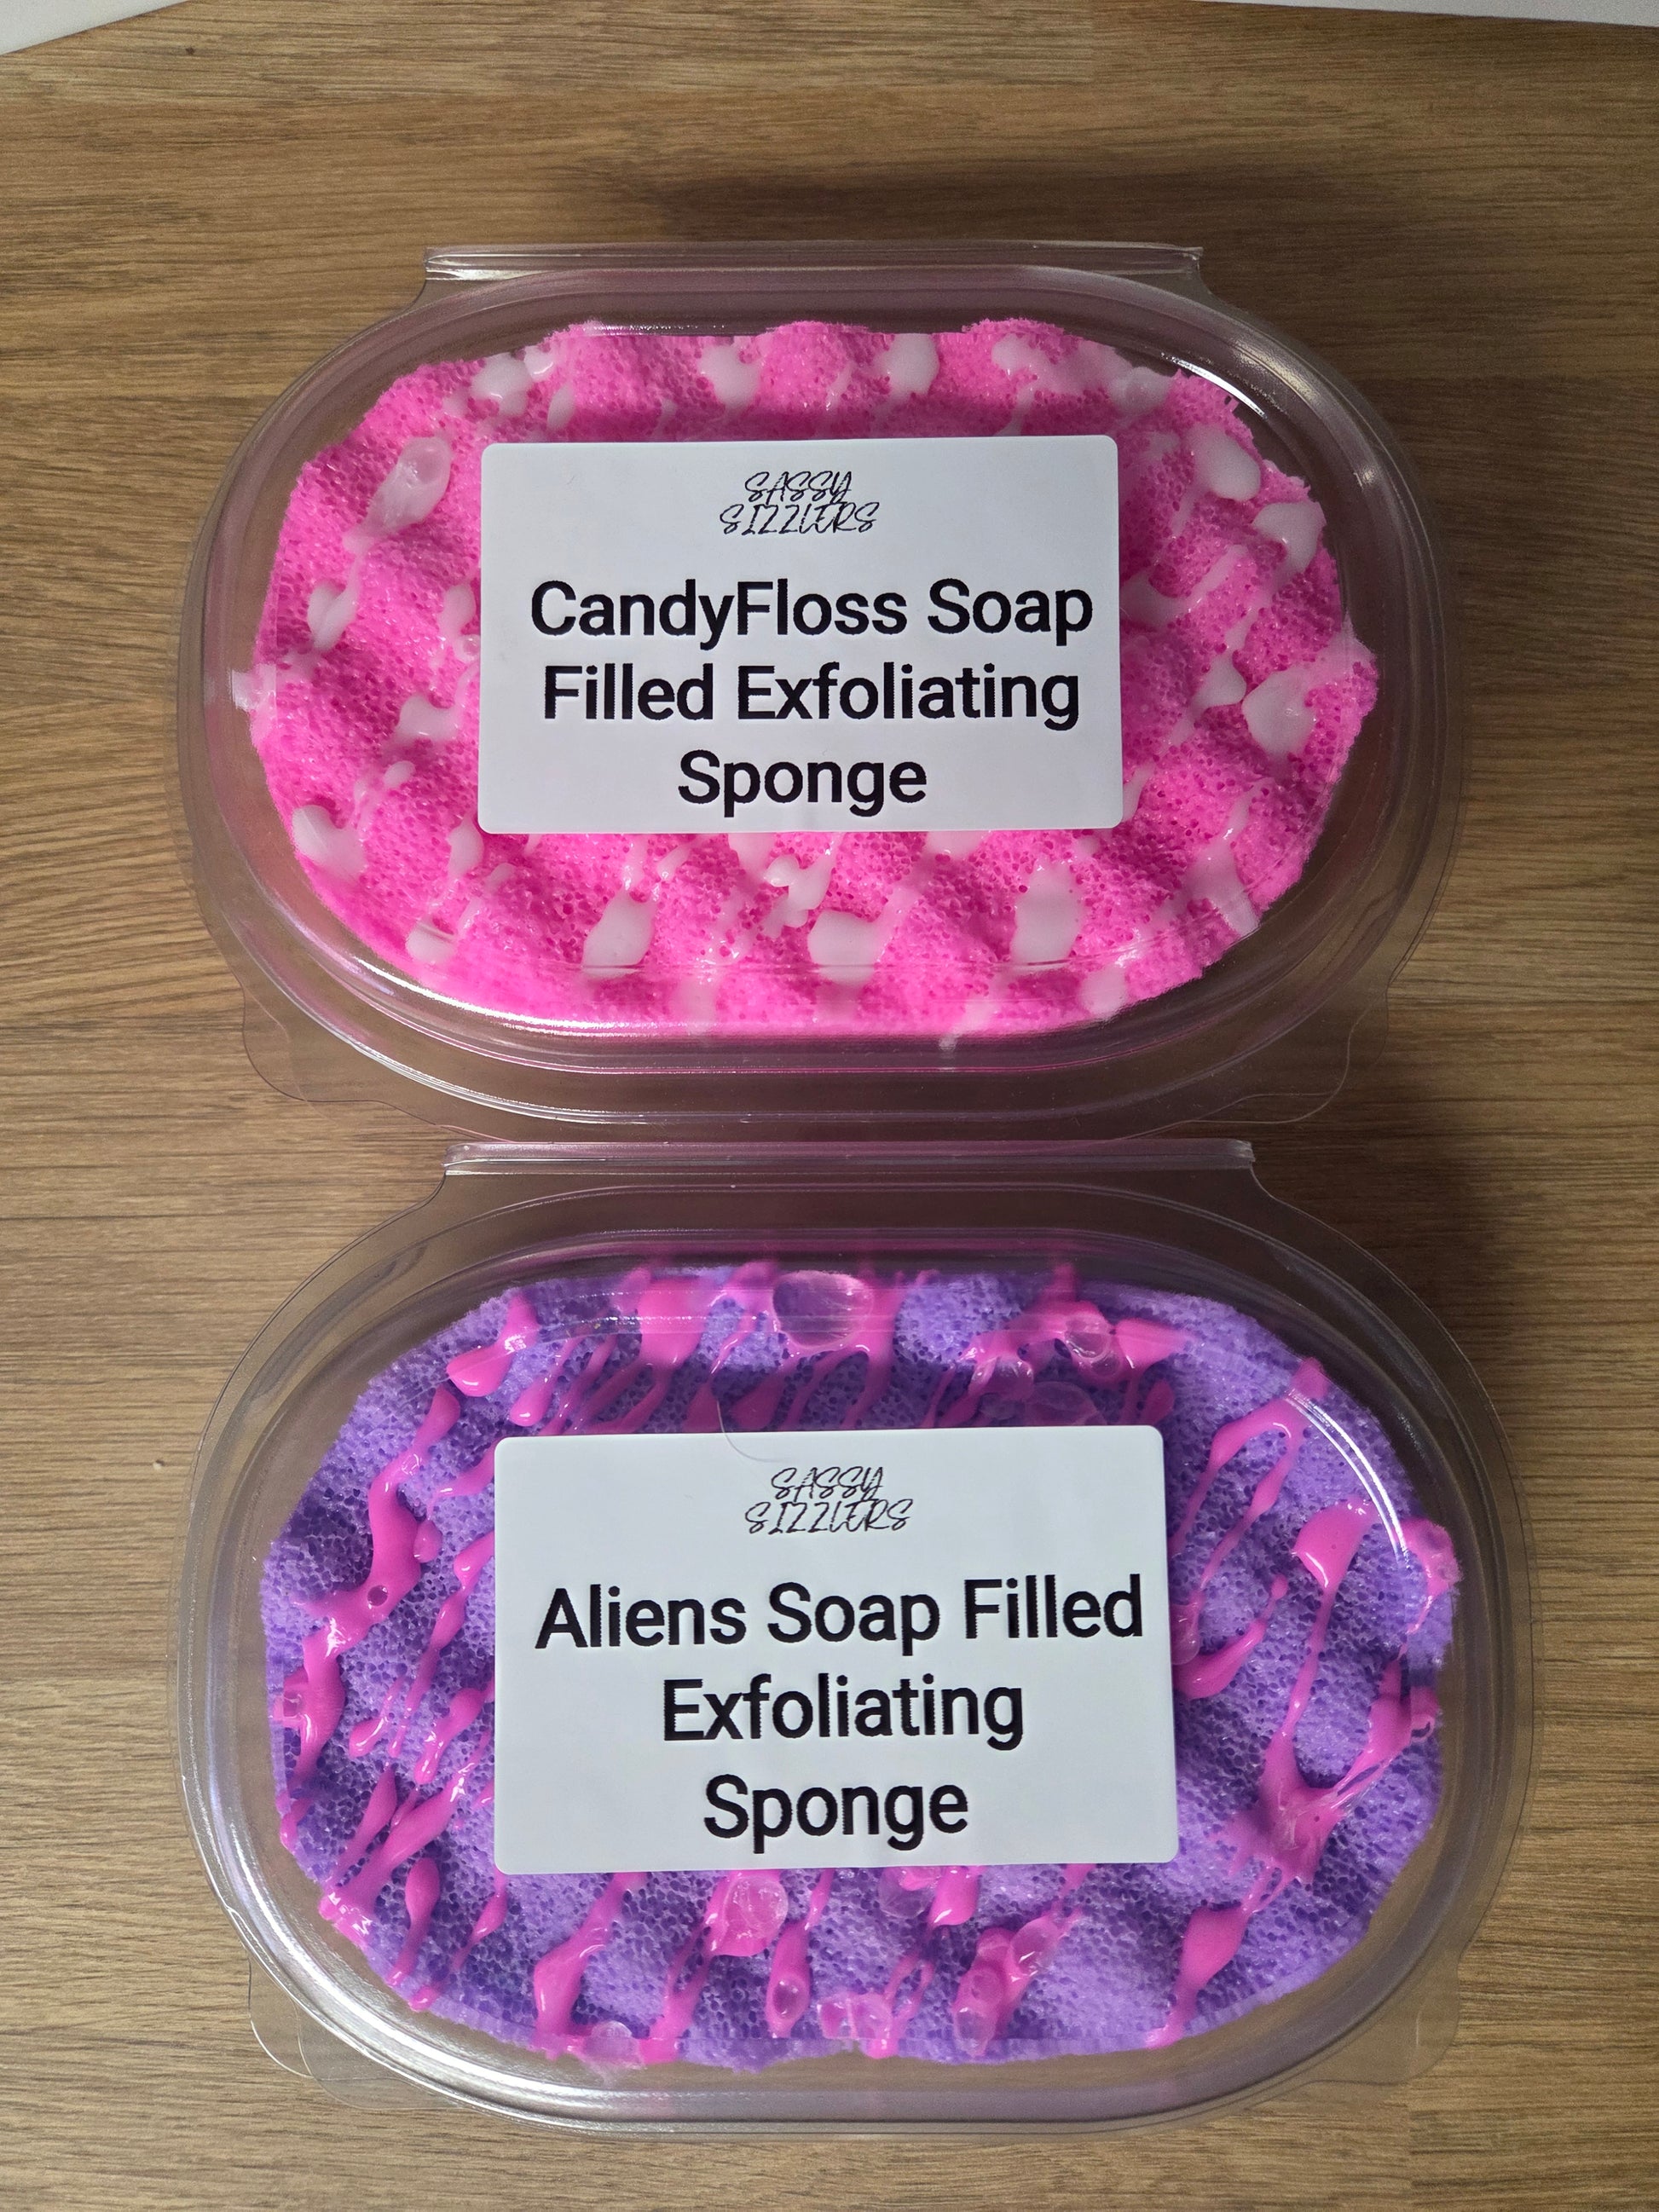 SASSY
SIZZLERS
CandyFloss Soap
Filled Exfoliating
Sponge
SASSY
SIZZLERS
Aliens Soap Filled
Exfoliating
Sponge